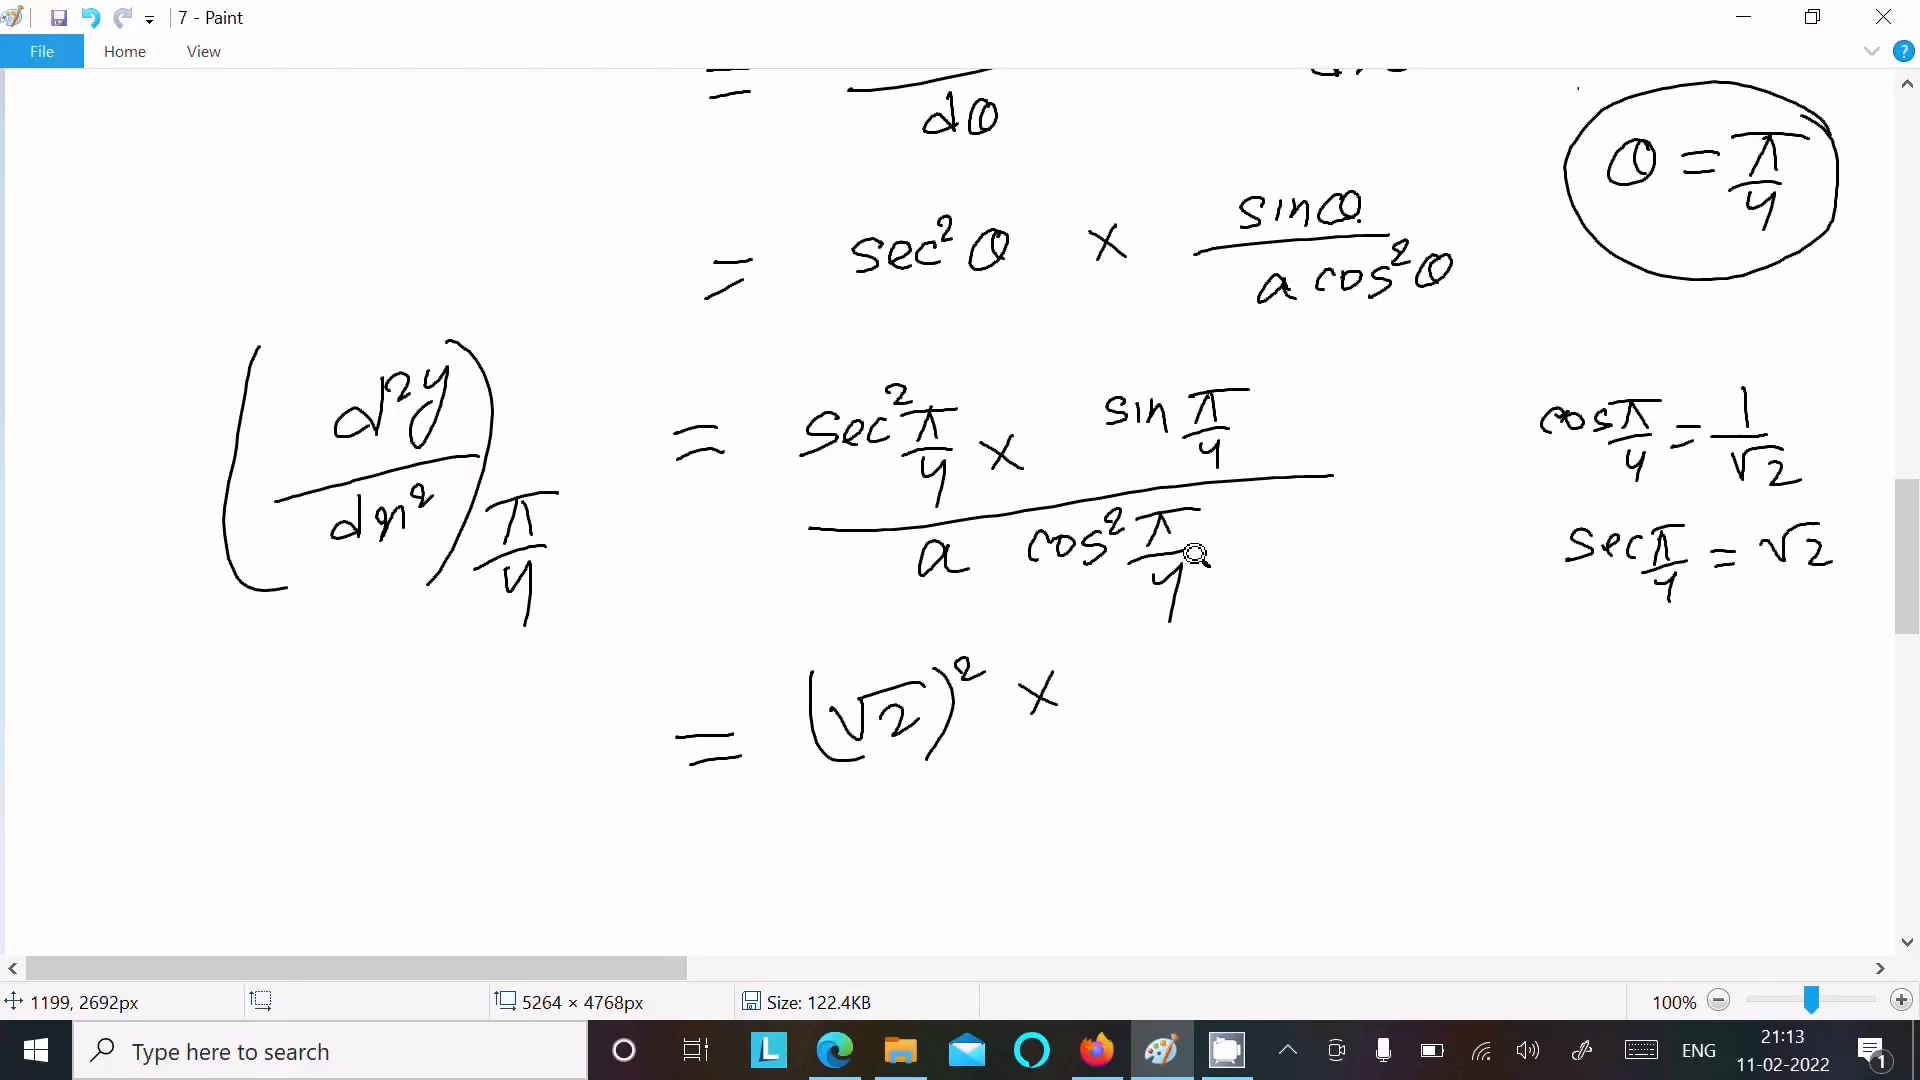 7 - Paint
File Home View
=
dθ
θ = π/4
= sec²θ × sinθ / a cos²θ
(d²y/dx²)π/4 = sec² π/4 × sin π/4 / a cos² π/4
cos π/4 = 1/√2
sec π/4 = √2
= (√2)² ×
1199, 2692px 5264 × 4768px Size: 122.4KB 100%
Type here to search L ENG 21:13
11-02-2022 1